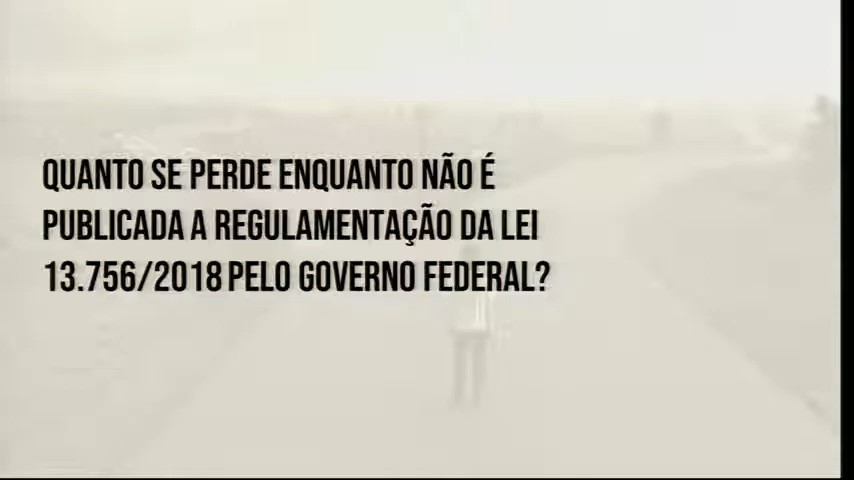 QUANTO SE PERDE ENQUANTO NÃO É
PUBLICADA A REGULAMENTAÇÃO DA LEI
13.756/2018 PELO GOVERNO FEDERAL?